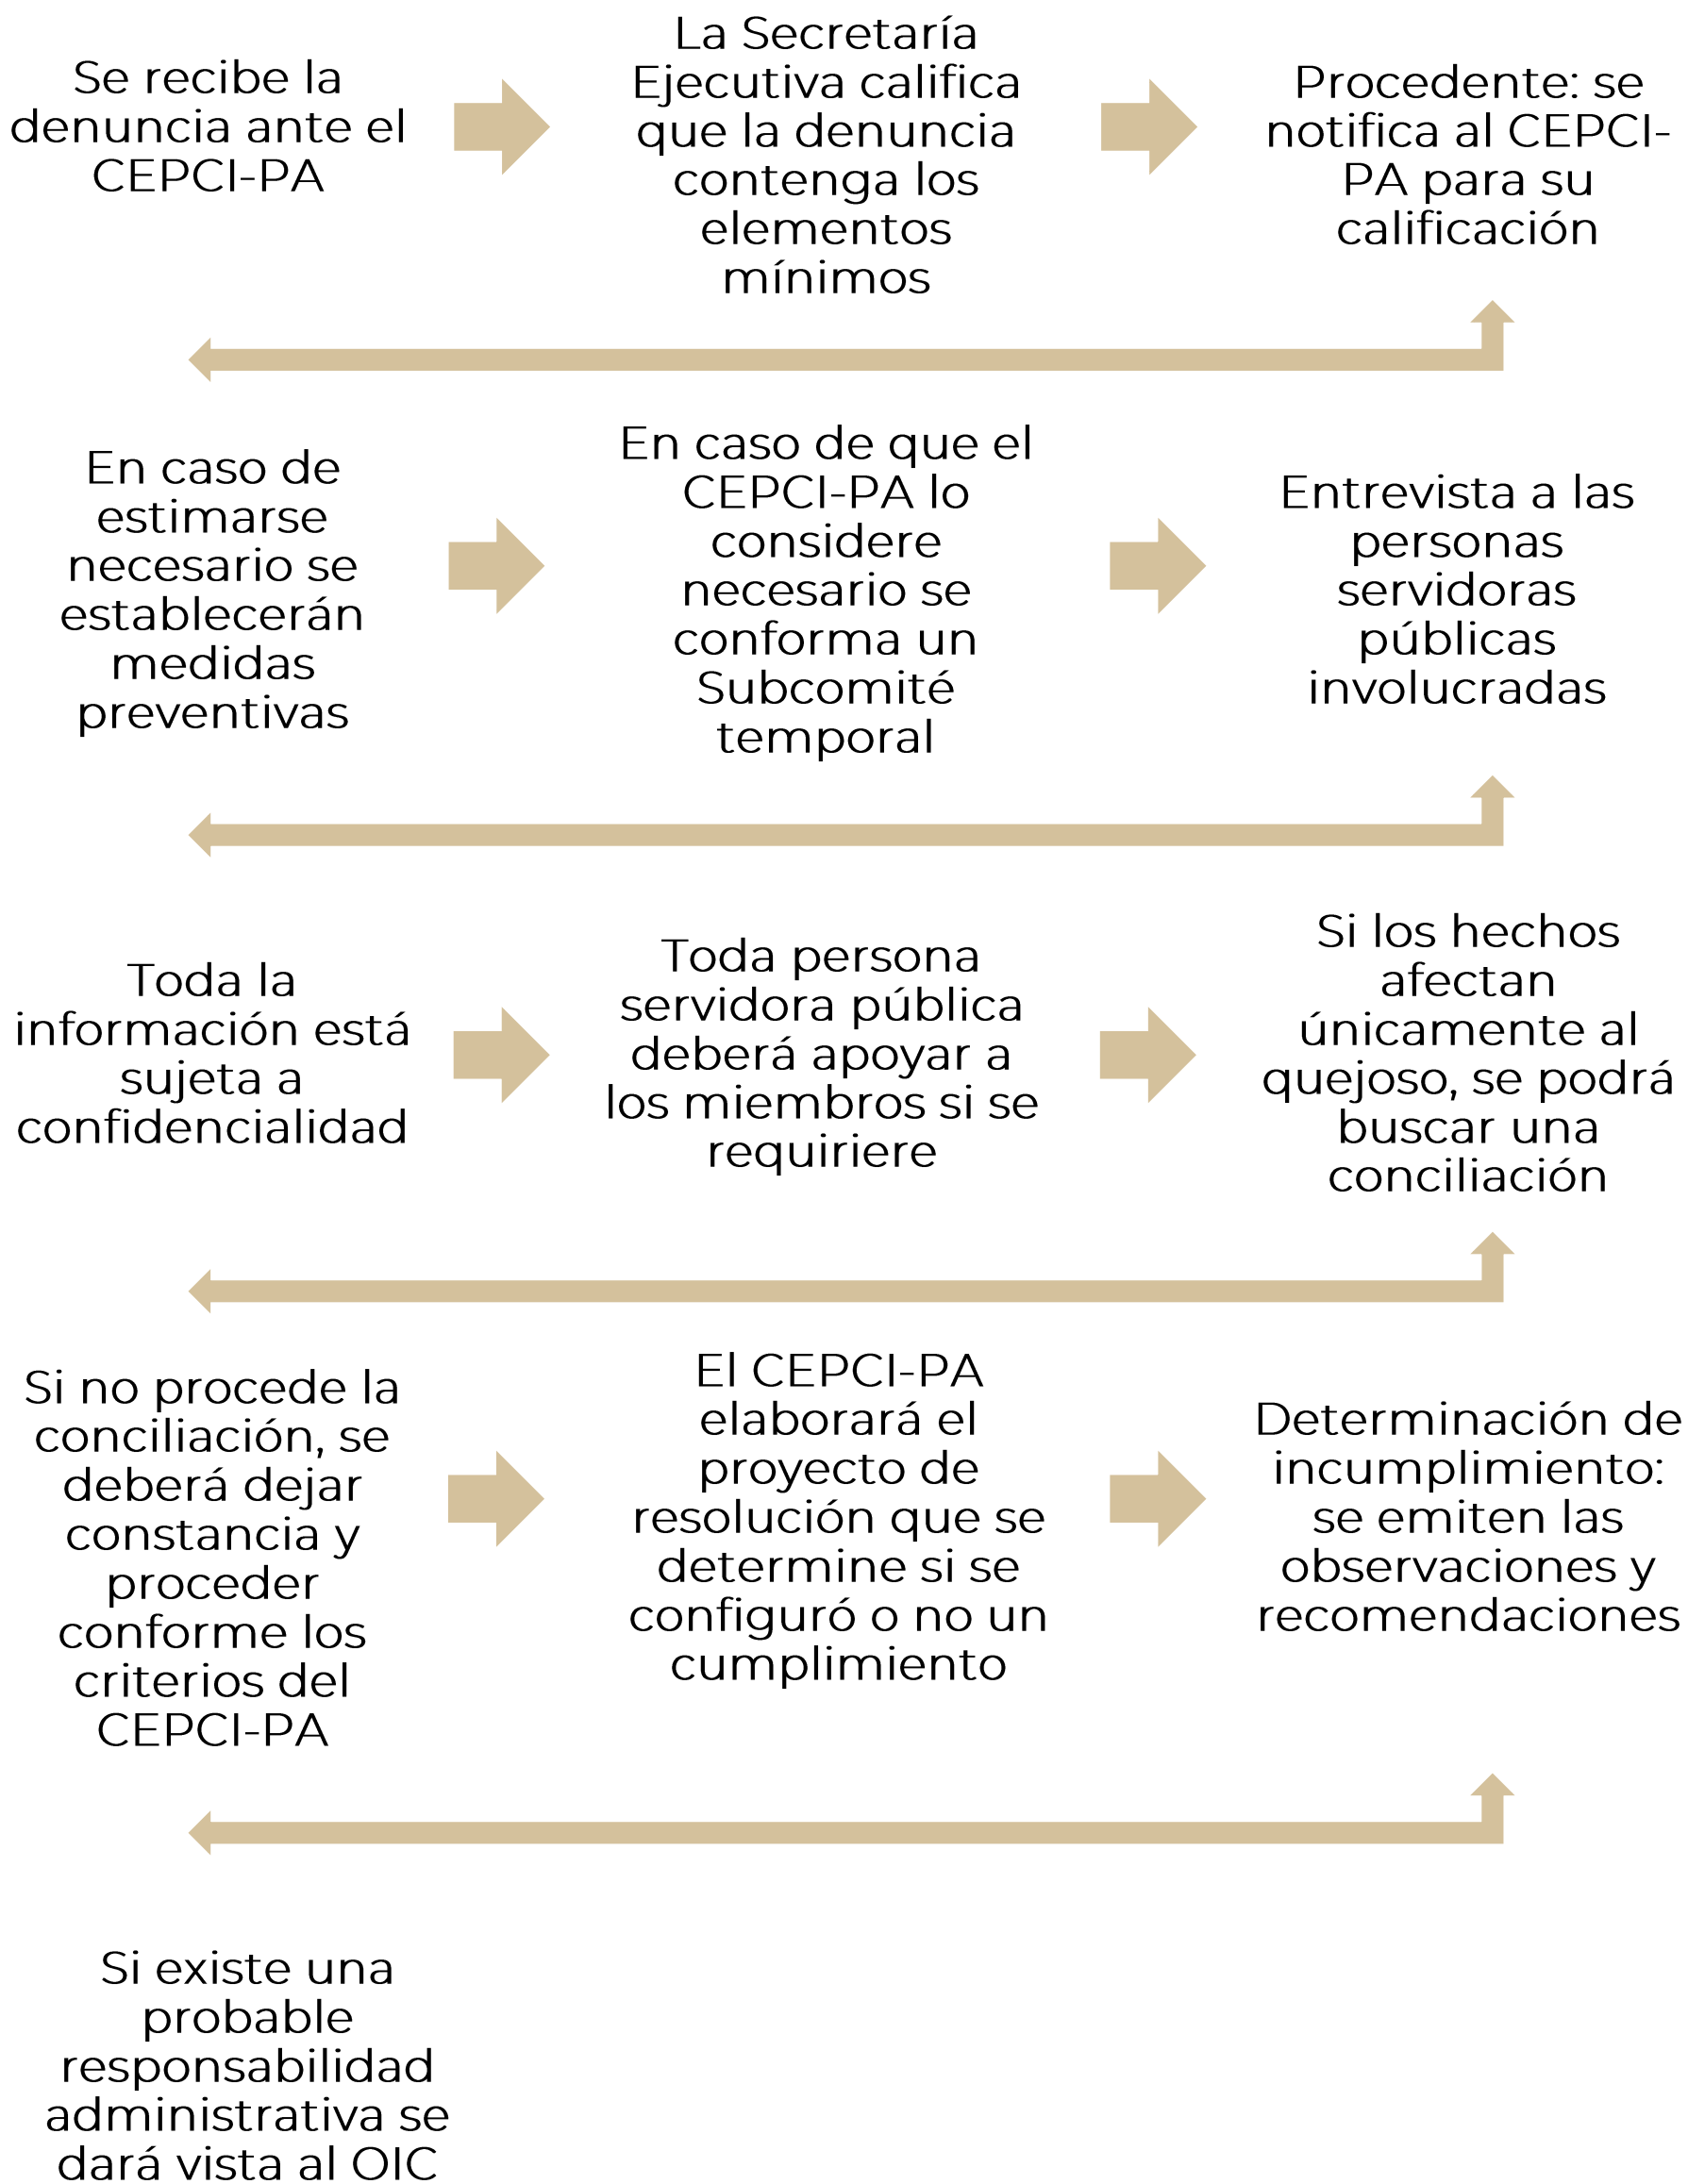 Se recibe la
denuncia ante el
CEPCI-PA
La Secretaría
Ejecutiva califica
que la denuncia
contenga los
elementos
mínimos
Procedente: se
notifica al CEPCI-
PA para su
calificación
En caso de
estimarse
necesario se
establecerán
medidas
preventivas
En caso de que el
CEPCI-PA lo
considere
necesario se
conforma un
Subcomité
temporal
Entrevista a las
personas
servidoras
públicas
involucradas
Toda la
información está
sujeta a
confidencialidad
Toda persona
servidora pública
deberá apoyar a
los miembros si se
requiriere
Si los hechos
afectan
únicamente al
quejoso, se podrá
buscar una
conciliación
Si no procede la
conciliación, se
deberá dejar
constancia y
proceder
conforme los
criterios del
CEPCI-PA
El CEPCI-PA
elaborará el
proyecto de
resolución que se
determine si se
configuró o no un
cumplimiento
Determinación de
incumplimiento:
se emiten las
observaciones y
recomendaciones
Si existe una
probable
responsabilidad
administrativa se
dará vista al OIC